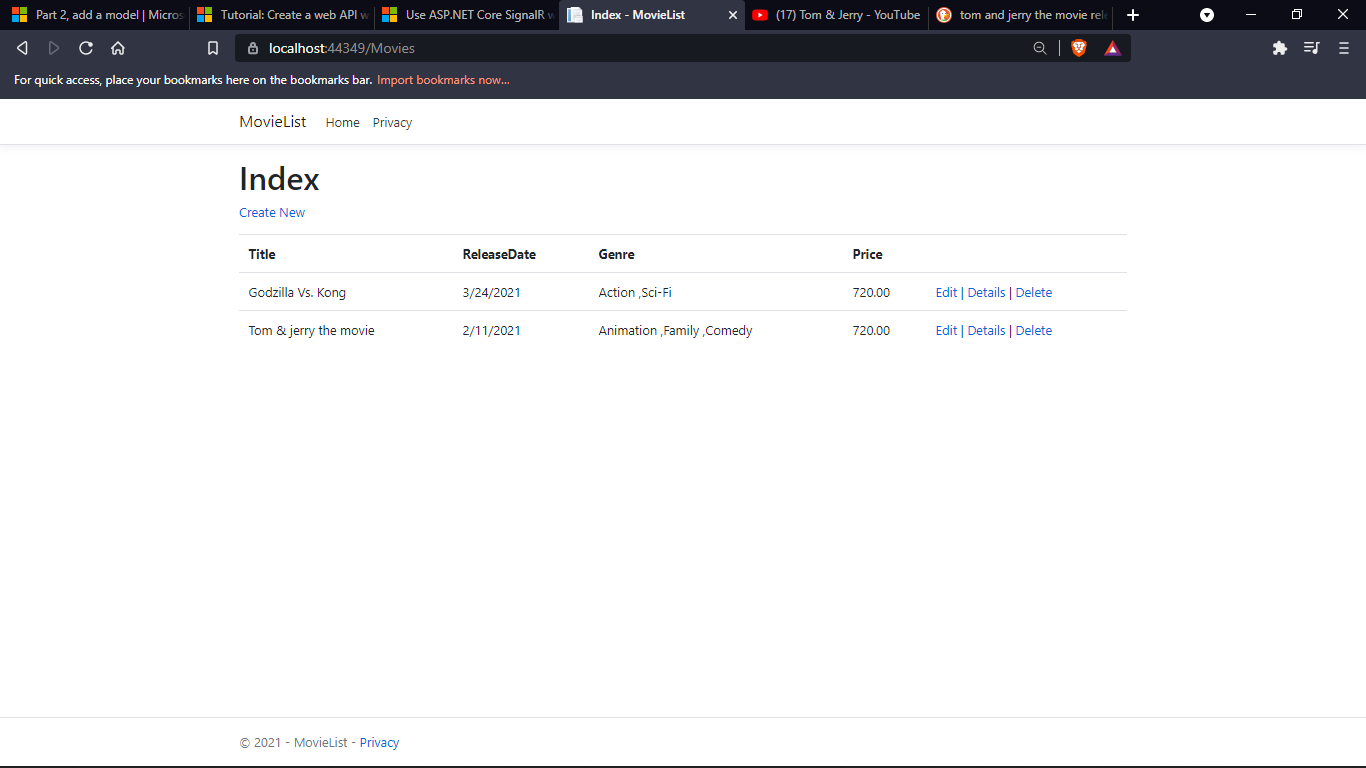 Part 2, add a model | Micros Tutorial: Create a web API w Use ASP.NET Core SignalR w Index - MovieList (17) Tom & Jerry - YouTube tom and jerry the movie rele
localhost:44349/Movies
For quick access, place your bookmarks here on the bookmarks bar. Import bookmarks now...
MovieList Home Privacy
Index
Create New
Title ReleaseDate Genre Price
Godzilla Vs. Kong 3/24/2021 Action ,Sci-Fi 720.00 Edit | Details | Delete
Tom & jerry the movie 2/11/2021 Animation ,Family ,Comedy 720.00 Edit | Details | Delete
© 2021 - MovieList - Privacy